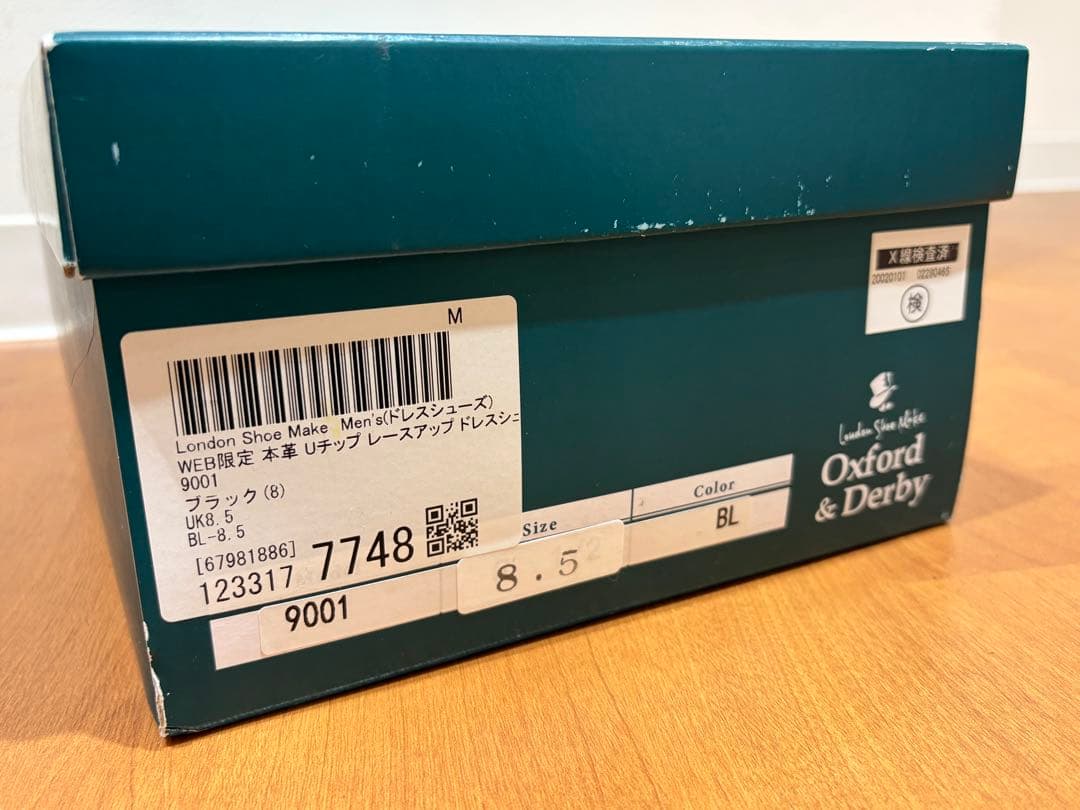 M
London Shoe Make Men's(ドレスシューズ)
WEB限定 本革 Uチップ レースアップ ドレスシュ
9001
ブラック(8)
UK8.5
BL-8.5
[67981886]
123317 7748
9001
Size
8.5
Color
BL
X線検査済
20020101 02280465
検
London Shoe Make
Oxford
& Derby